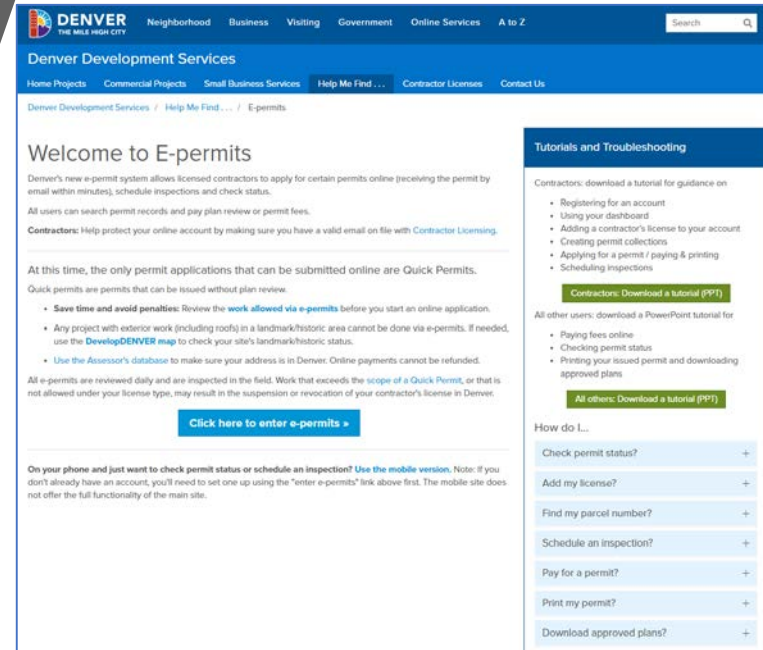 DENVER
THE MILE HIGH CITY
Neighborhood Business Visiting Government Online Services A to Z
Search
Denver Development Services
Home Projects Commercial Projects Small Business Services Help Me Find . . . Contractor Licenses Contact Us
Denver Development Services / Help Me Find . . . / E-permits
Welcome to E-permits
Denver's new e-permit system allows licensed contractors to apply for certain permits online (receiving the permit by
email within minutes), schedule inspections and check status.
All users can search permit records and pay plan review or permit fees.
Contractors: Help protect your online account by making sure you have a valid email on file with Contractor Licensing.
At this time, the only permit applications that can be submitted online are Quick Permits.
Quick permits are permits that can be issued without plan review.
• Save time and avoid penalties: Review the work allowed via e-permits before you start an online application.
• Any project with exterior work (including roofs) in a landmark/historic area cannot be done via e-permits. If needed,
use the DevelopDENVER map to check your site's landmark/historic status.
• Use the Assessor's database to make sure your address is in Denver. Online payments cannot be refunded.
All e-permits are reviewed daily and are inspected in the field. Work that exceeds the scope of a Quick Permit, or that is
not allowed under your license type, may result in the suspension or revocation of your contractor's license in Denver.
Click here to enter e-permits »
On your phone and just want to check permit status or schedule an inspection? Use the mobile version. Note: If you
don't already have an account, you'll need to set one up using the "enter e-permits" link above first. The mobile site does
not offer the full functionality of the main site.
Tutorials and Troubleshooting
Contractors: download a tutorial for guidance on
• Registering for an account
• Using your dashboard
• Adding a contractor's license to your account
• Creating permit collections
• Applying for a permit / paying & printing
• Scheduling inspections
Contractors: Download a tutorial (PPT)
All other users: download a PowerPoint tutorial for
• Paying fees online
• Checking permit status
• Printing your issued permit and downloading
approved plans
All others: Download a tutorial (PPT)
How do I...
Check permit status? +
Add my license? +
Find my parcel number? +
Schedule an inspection? +
Pay for a permit? +
Print my permit? +
Download approved plans? +